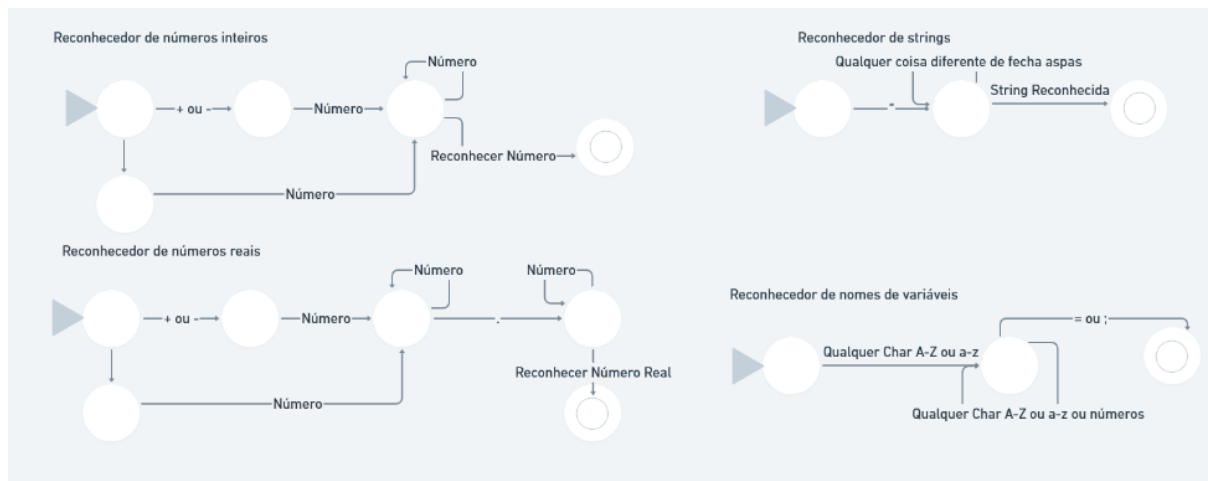 Reconhecedor de números inteiros
Número
+ ou -
Número
Reconhecer Número
Número
Reconhecedor de strings
Qualquer coisa diferente de fecha aspas
"
String Reconhecida
Reconhecedor de números reais
Número
Número
+ ou -
Número
.
Reconhecer Número Real
Número
Reconhecedor de nomes de variáveis
= ou ;
Qualquer Char A-Z ou a-z
Qualquer Char A-Z ou a-z ou números